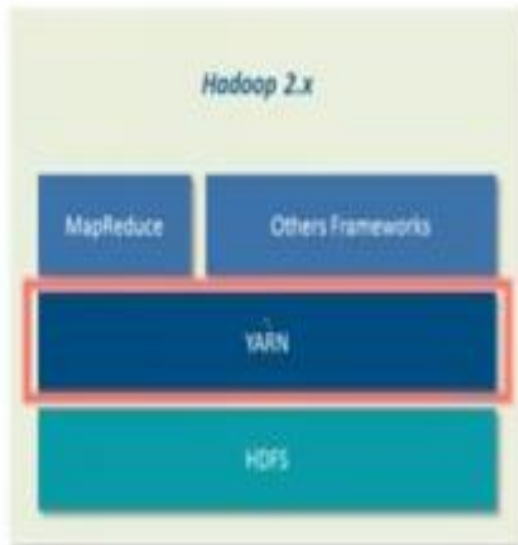 Hadoop 2.x
MapReduce
Others Frameworks
YARN
HDFS